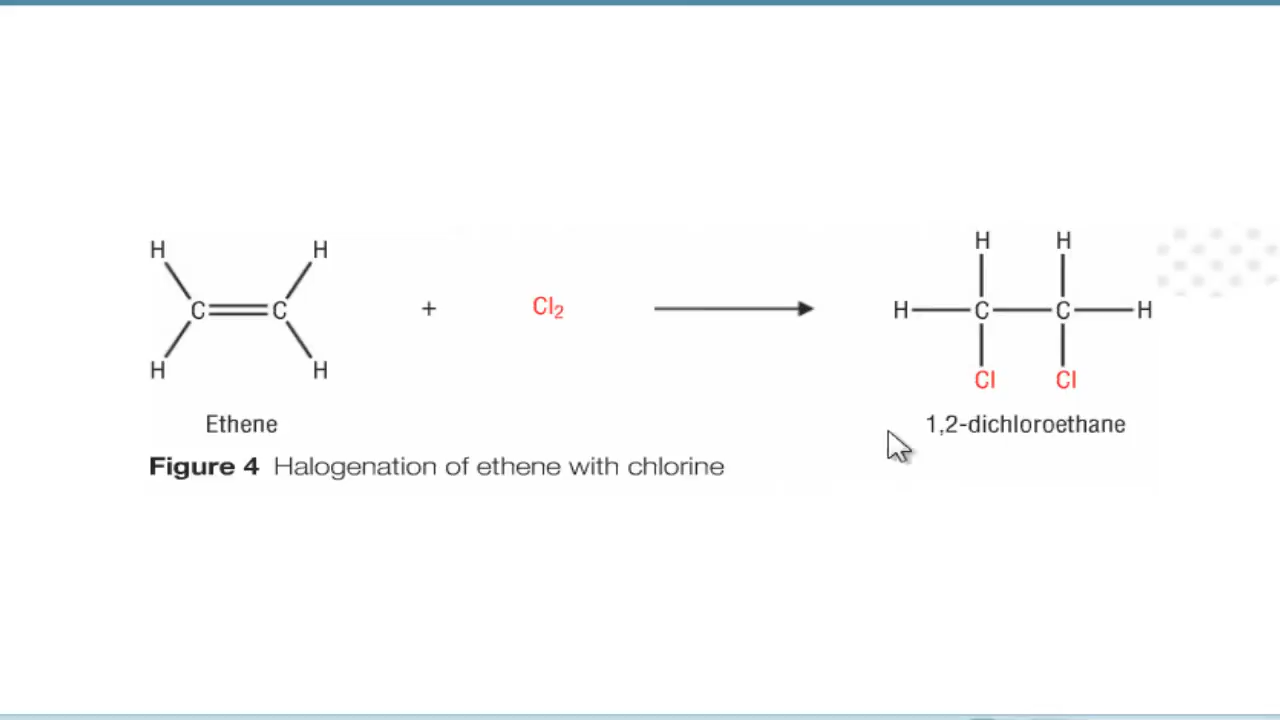 H H H H
C C + Cl₂ H C C H
H H Cl Cl
Ethene 1,2-dichloroethane
Figure 4 Halogenation of ethene with chlorine